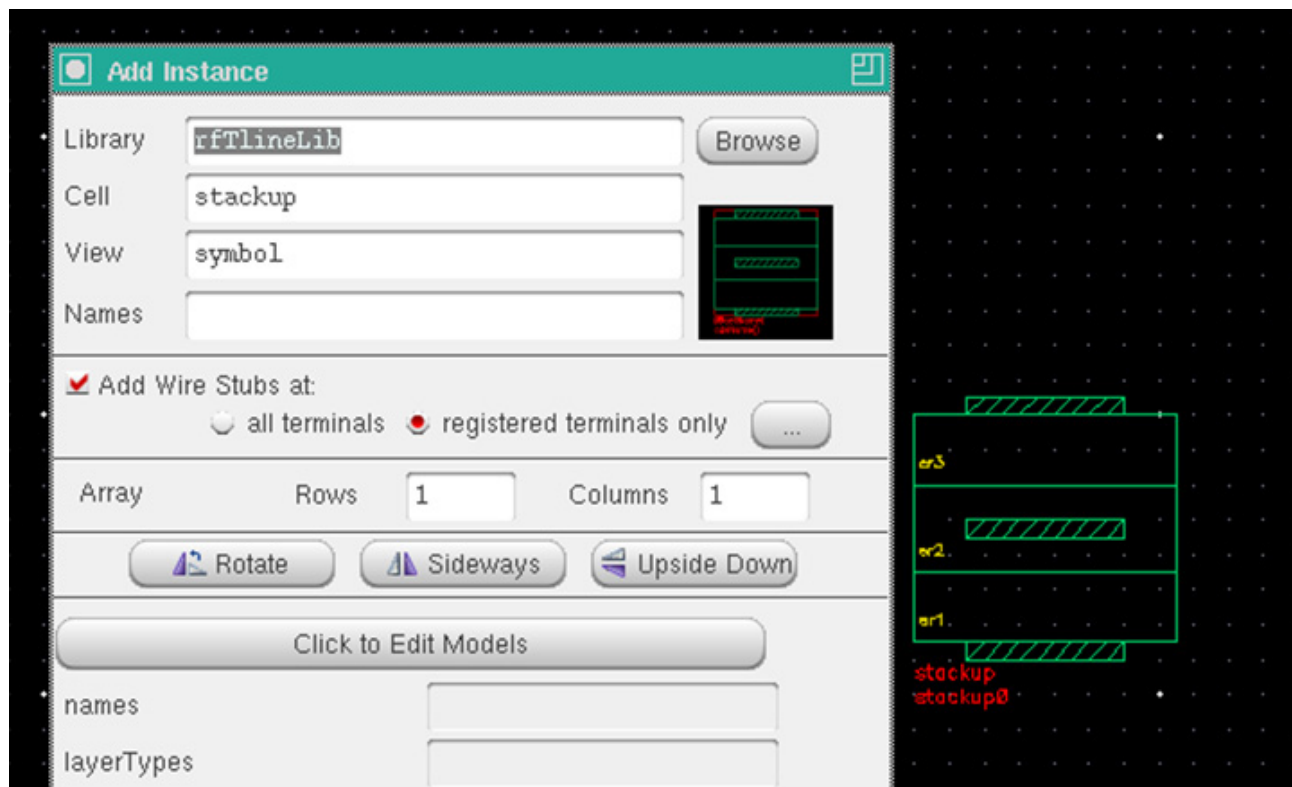 Add Instance
Library rfTlineLib Browse
Cell stackup
View symbol
Names
Add Wire Stubs at:
all terminals registered terminals only ...
Array Rows 1 Columns 1
Rotate Sideways Upside Down
Click to Edit Models
names
layerTypes
er3
er2
er1
stackup
stackup0